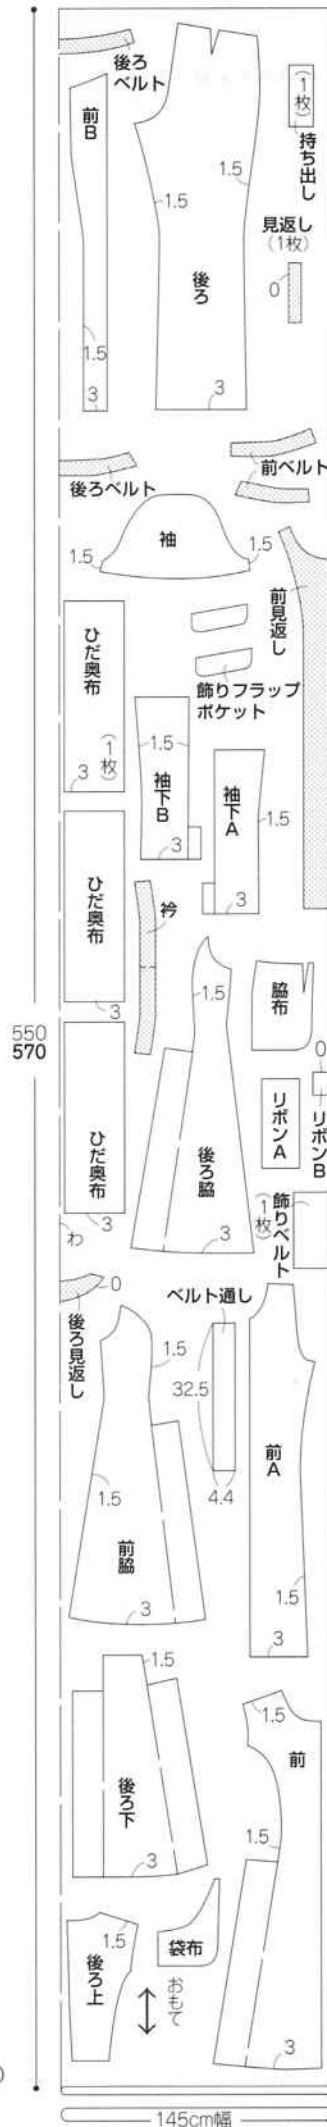 後ろ
ベルト
前B
(1枚)
持ち出し
1.5
1.5
見返し
(1枚)
0
後ろ
1.5
3
3
後ろベルト
前ベルト
袖
1.5
1.5
前見返し
ひだ奥布
飾りフラップ
ポケット
(1枚)
3
1.5
袖下B
袖下A
1.5
3
3
ひだ奥布
衿
3
1.5
脇布
550
570
0
ひだ奥布
後ろ脇
リボンA
リボンB
3
わ
3
(1枚)
飾りベルト
0
後ろ見返し
ベルト通し
1.5
32.5
4.4
前A
1.5
前脇
1.5
3
3
1.5
1.5
前
後ろ下
1.5
3
1.5
後ろ上
袋布
おもて
3
145cm幅